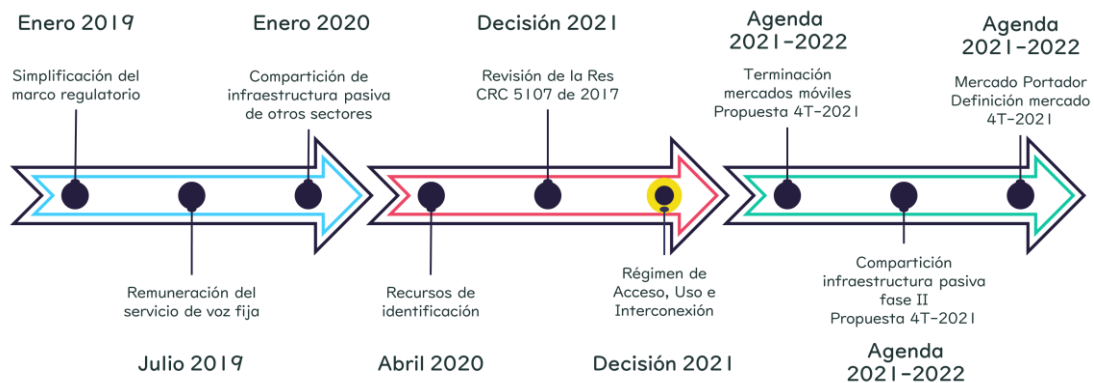 Enero 2019
Simplificación del
marco regulatorio
Remuneración del
servicio de voz fija
Julio 2019
Enero 2020
Compartición de
infraestructura pasiva
de otros sectores
Recursos de
identificación
Abril 2020
Decisión 2021
Revisión de la Res
CRC 5107 de 2017
Régimen de
Acceso, Uso e
Interconexión
Decisión 2021
Agenda
2021-2022
Terminación
mercados móviles
Propuesta 4T-2021
Compartición
infraestructura pasiva
fase II
Propuesta 4T-2021
Agenda
2021-2022
Agenda
2021-2022
Mercado Portador
Definición mercado
4T-2021